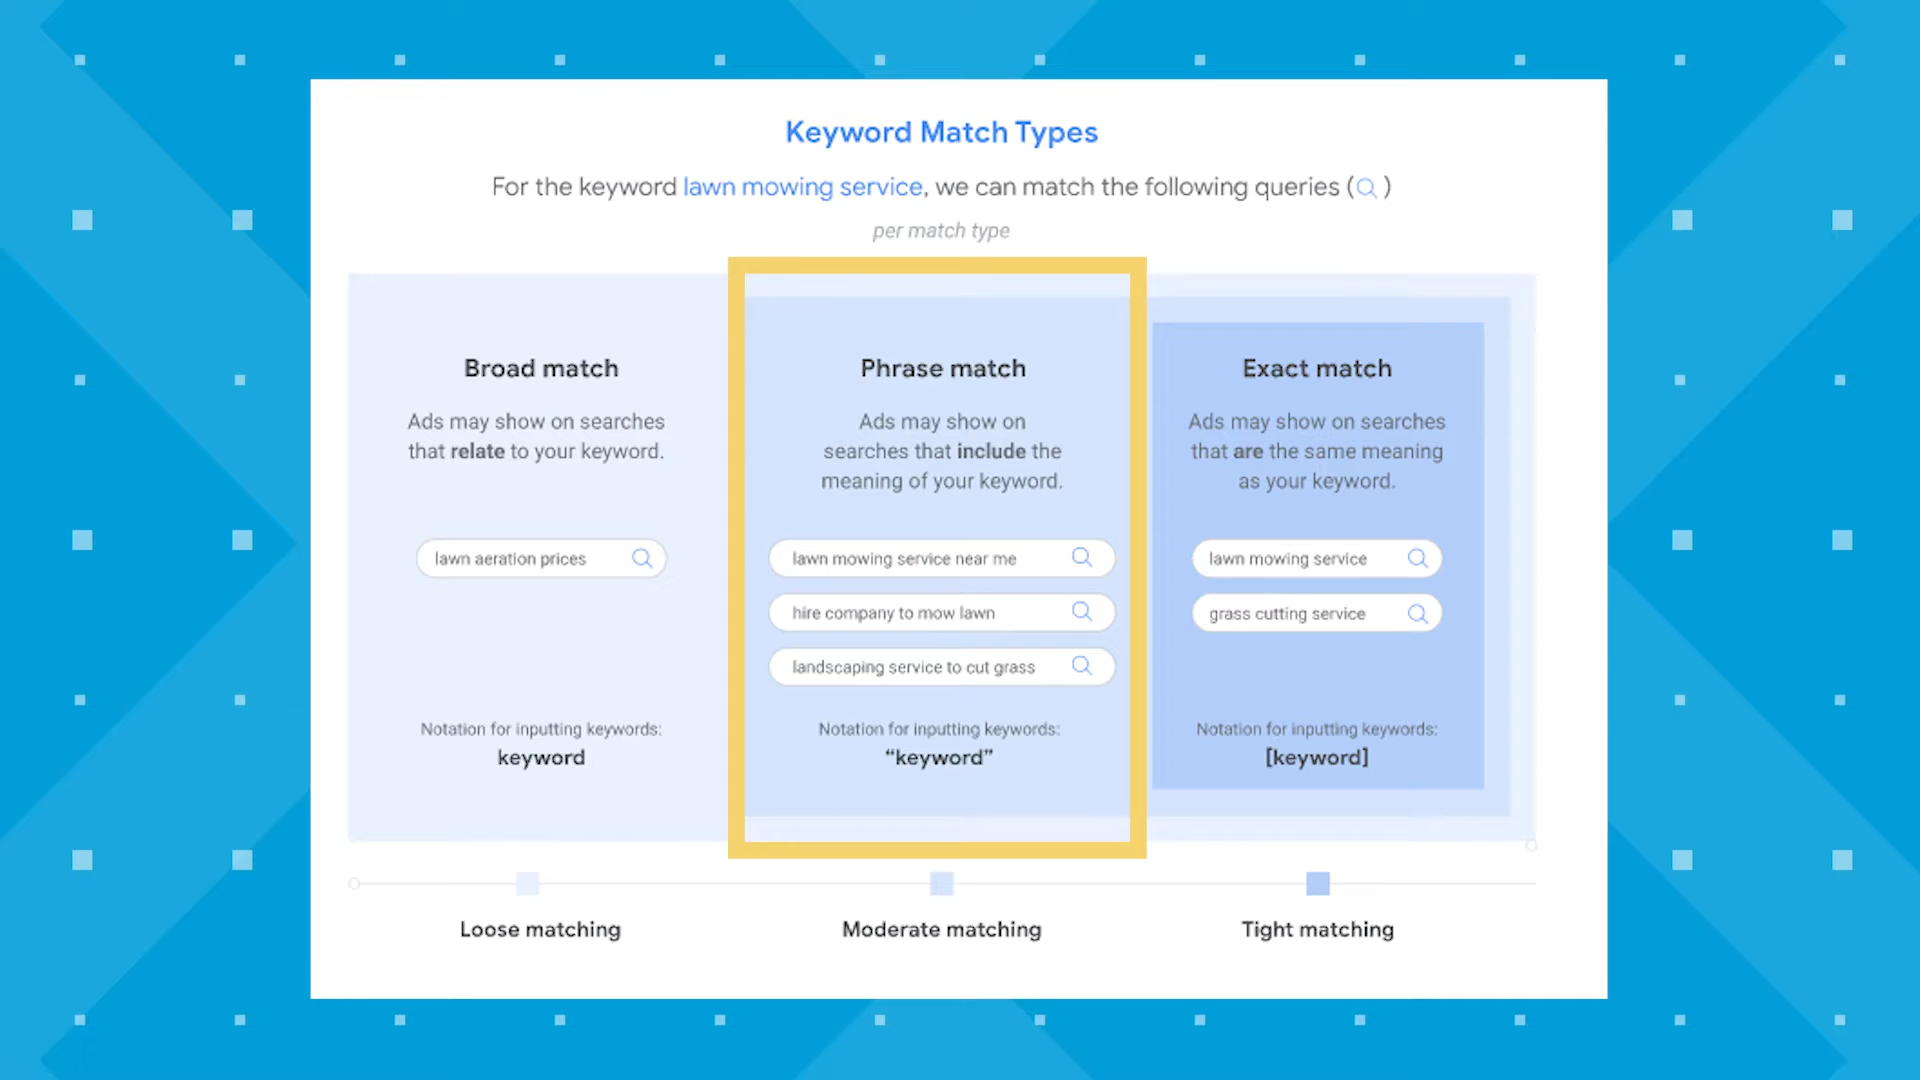 Keyword Match Types
For the keyword lawn mowing service, we can match the following queries ( )
per match type
Broad match
Ads may show on searches
that relate to your keyword.
lawn aeration prices
Notation for inputting keywords:
keyword
Phrase match
Ads may show on
searches that include the
meaning of your keyword.
lawn mowing service near me
hire company to mow lawn
landscaping service to cut grass
Notation for inputting keywords:
“keyword”
Exact match
Ads may show on searches
that are the same meaning
as your keyword.
lawn mowing service
grass cutting service
Notation for inputting keywords:
[keyword]
Loose matching
Moderate matching
Tight matching